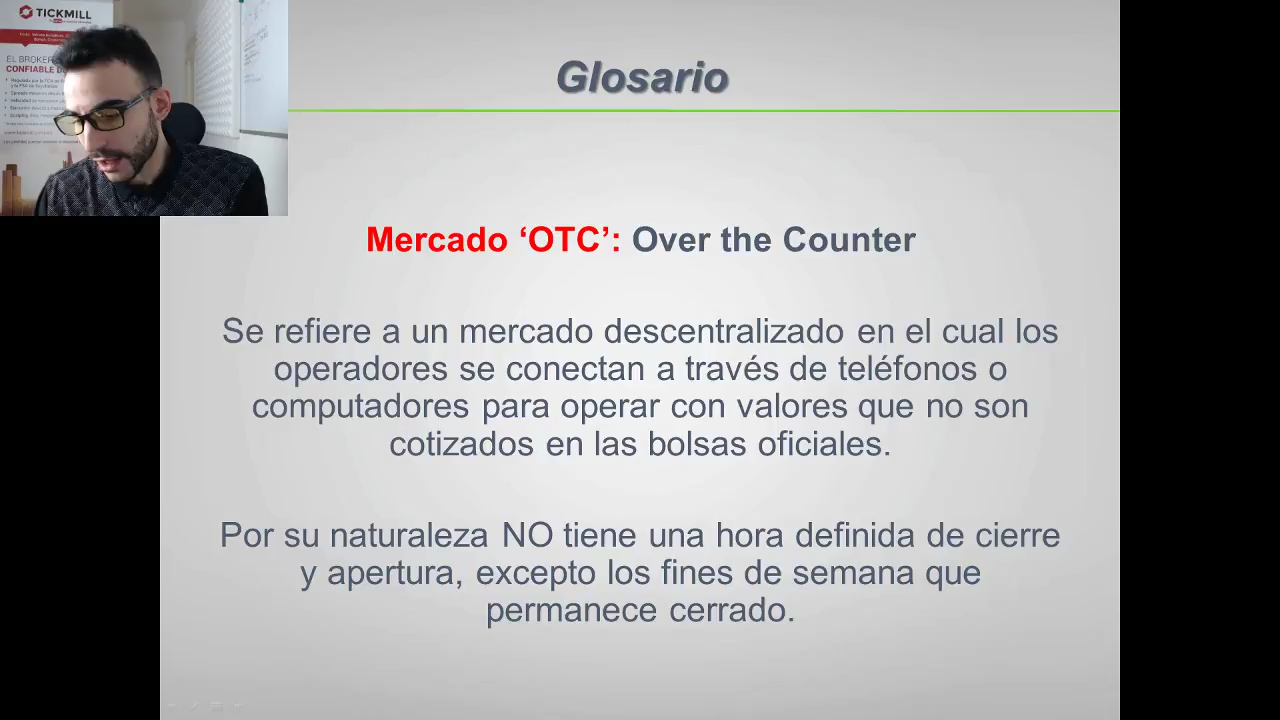 TICKMILL
EL BROKER
CONFIABLE DE
Glosario
Mercado ‘OTC’: Over the Counter
Se refiere a un mercado descentralizado en el cual los
operadores se conectan a través de teléfonos o
computadores para operar con valores que no son
cotizados en las bolsas oficiales.
Por su naturaleza NO tiene una hora definida de cierre
y apertura, excepto los fines de semana que
permanece cerrado.